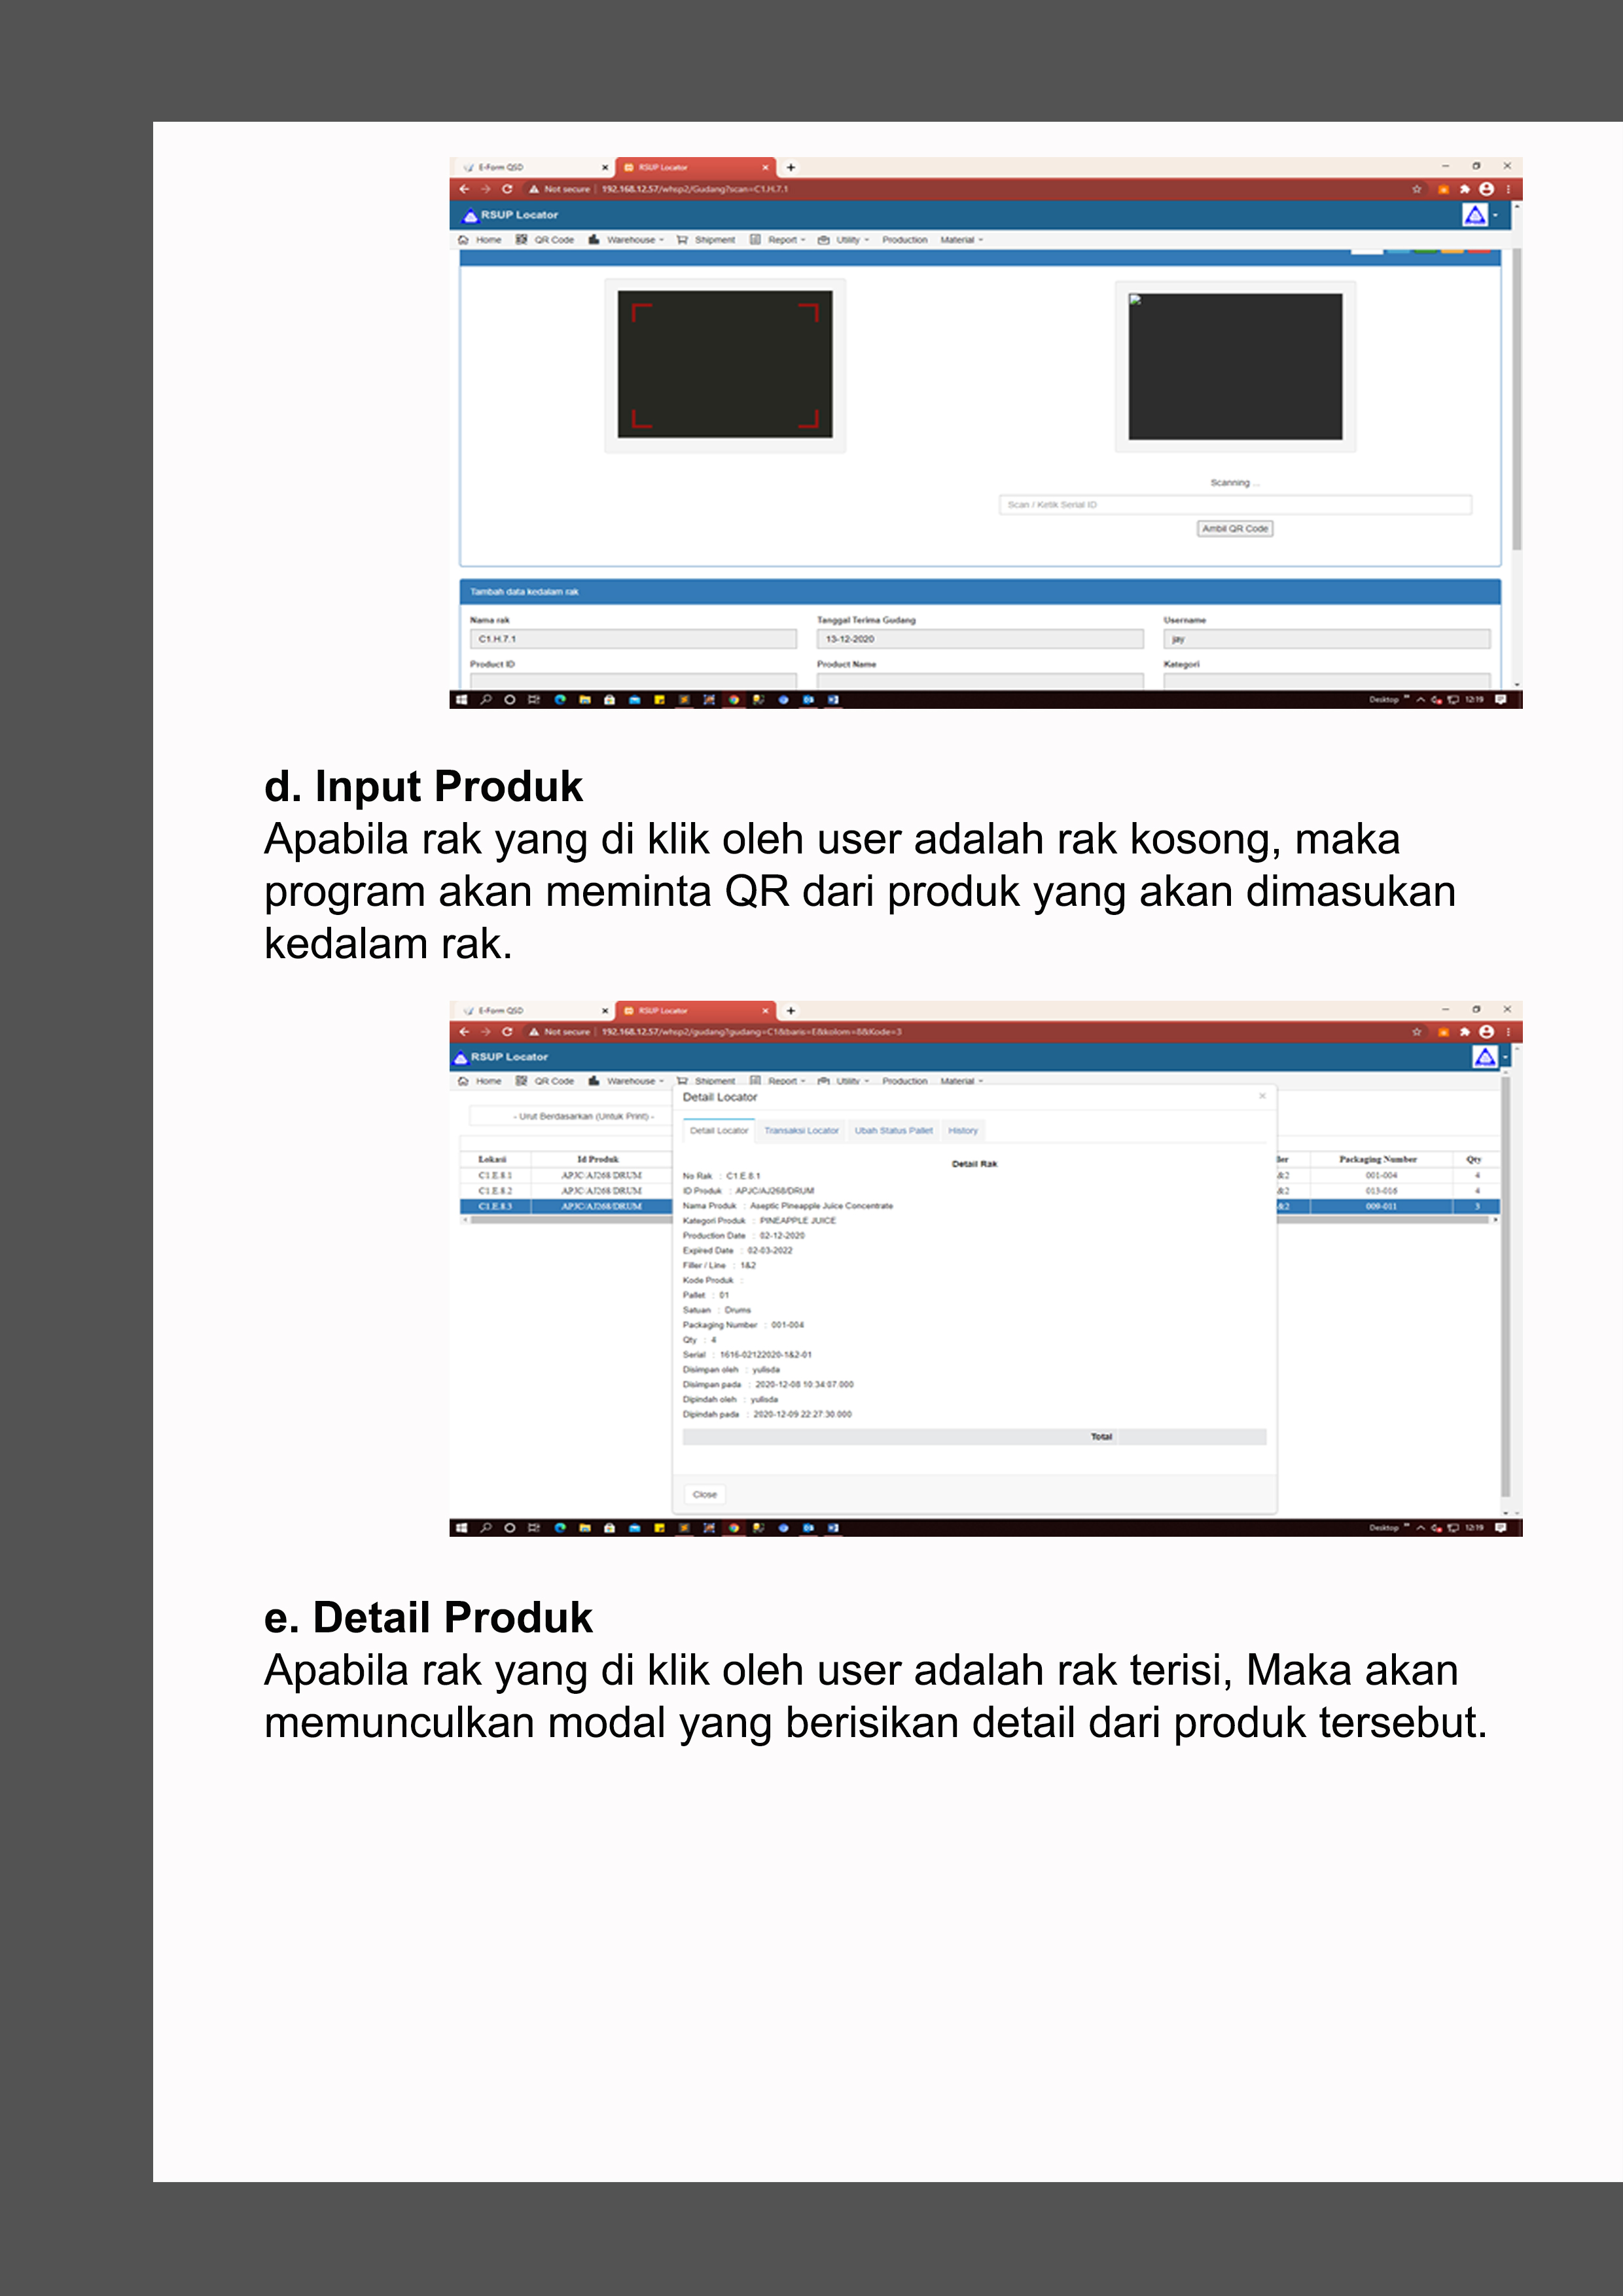 E-Form QSD
RSUP Locator
Not secure | 192.168.12.57/whsp2/Gudang?scan=C1.H.7.1
RSUP Locator
Home QR Code Warehouse Shipment Report Utility Production Material
Scanning ...
Scan / Ketik Serial ID
Ambil QR Code
Tambah data kedalam rak
Nama rak Tanggal Terima Gudang Username
C1.H.7.1 13-12-2020 jay
Product ID Product Name Kategori
Desktop 12:19
d. Input Produk
Apabila rak yang di klik oleh user adalah rak kosong, maka
program akan meminta QR dari produk yang akan dimasukan
kedalam rak.
E-Form QSD
RSUP Locator
Not secure | 192.168.12.57/whsp2/gudang?gudang=C1&baris=E&kolom=8&Kode=3
RSUP Locator
Home QR Code Warehouse Shipment Report Utility Production Material
- Urut Berdasarkan (Untuk Print) -
Lokasi Id Produk ler Packaging Number Qty
C1.E.8.1 APJC/AJ268/DRUM &2 001-004 4
C1.E.8.2 APJC/AJ268/DRUM &2 013-016 4
C1.E.8.3 APJC/AJ268/DRUM &2 009-011 3
Detail Locator
Detail Locator Transaksi Locator Ubah Status Pallet History
Detail Rak
No Rak : C1.E.8.1
ID Produk : APJC/AJ268/DRUM
Nama Produk : Aseptic Pineapple Juice Concentrate
Kategori Produk : PINEAPPLE JUICE
Production Date : 02-12-2020
Expired Date : 02-03-2022
Filler / Line : 1&2
Kode Produk :
Pallet : 01
Satuan : Drums
Packaging Number : 001-004
Qty : 4
Serial : 1616-02122020-1&2-01
Disimpan oleh : yulisda
Disimpan pada : 2020-12-08 10:34:07.000
Dipindah oleh : yulisda
Dipindah pada : 2020-12-09 22:27:30.000
Total
Close
Desktop 12:19
e. Detail Produk
Apabila rak yang di klik oleh user adalah rak terisi, Maka akan
memunculkan modal yang berisikan detail dari produk tersebut.